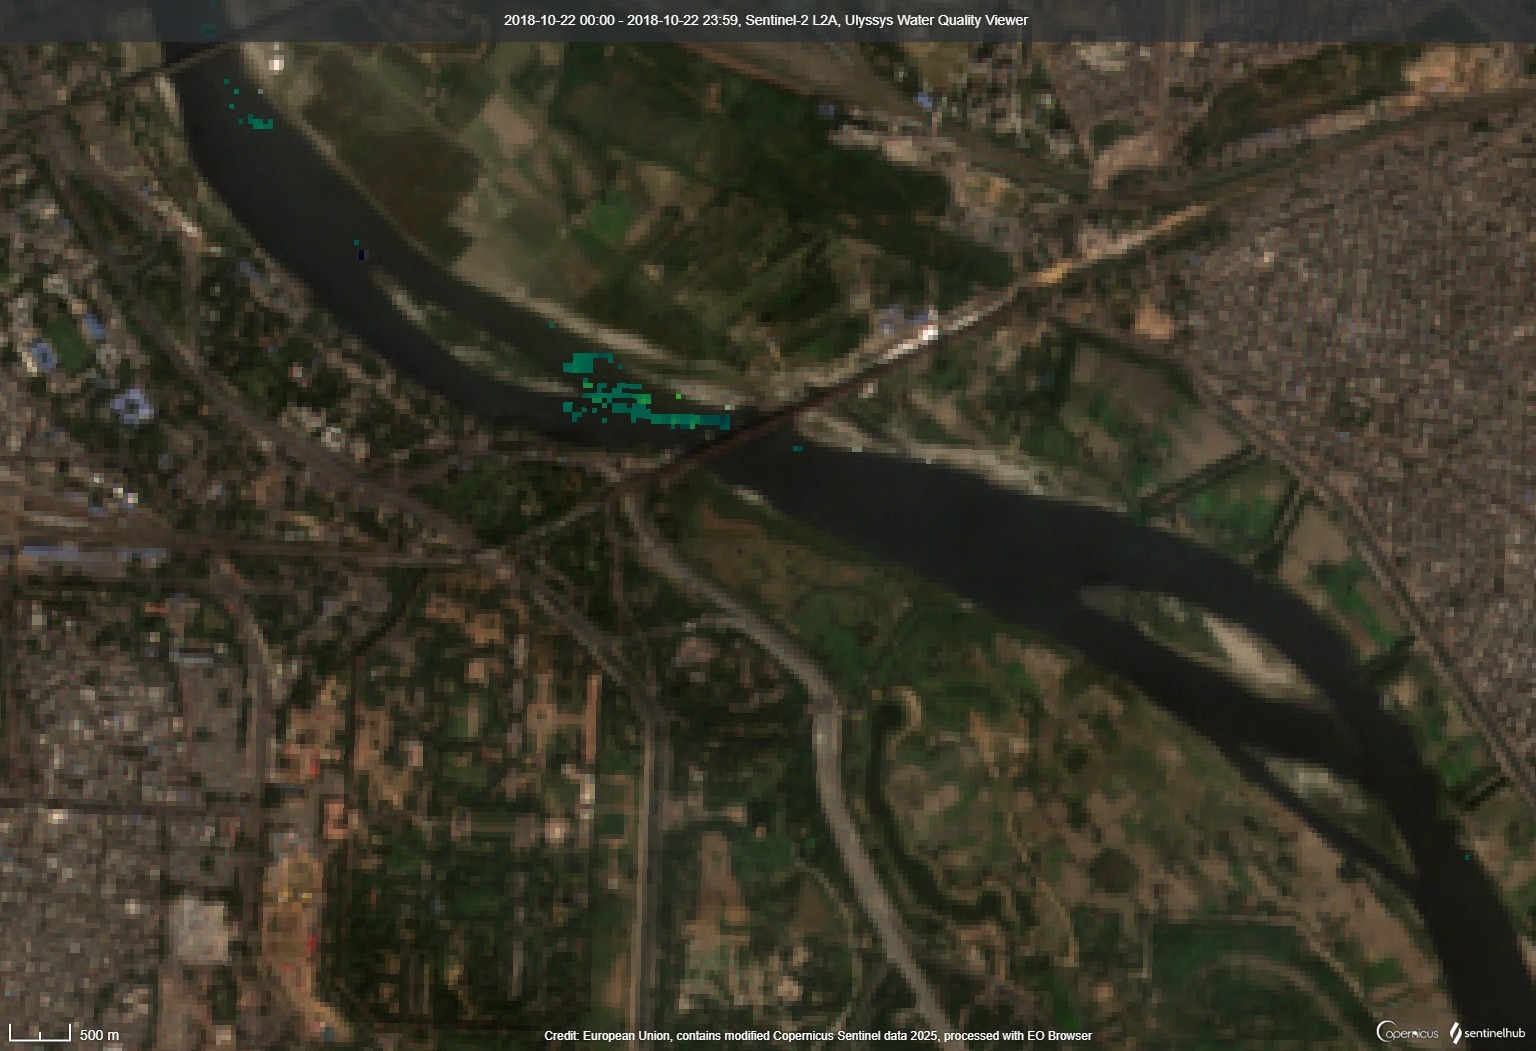 2018-10-22 00:00 - 2018-10-22 23:59, Sentinel-2 L2A, Ulyssys Water Quality Viewer
500 m
Credit: European Union, contains modified Copernicus Sentinel data 2025, processed with EO Browser
Copernicus
sentinelhub